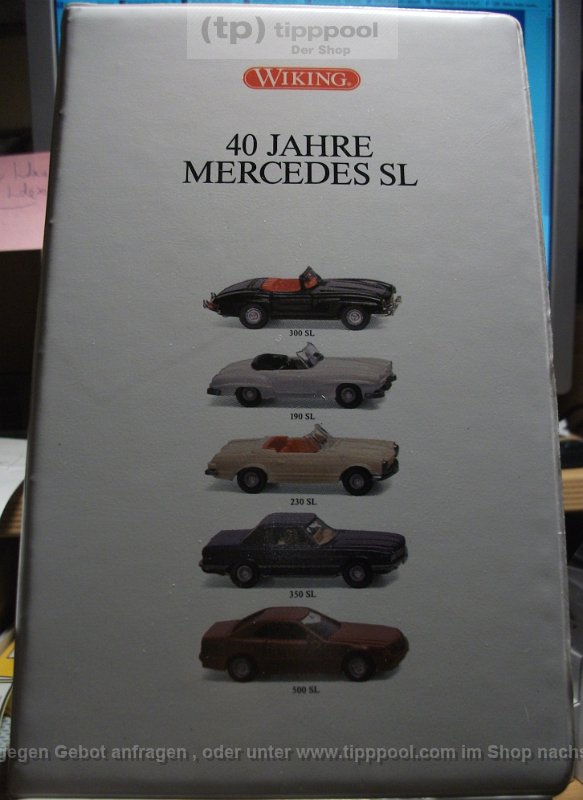 (tp) tipppool
Der Shop
WIKING®
40 JAHRE
MERCEDES SL
300 SL
190 SL
230 SL
350 SL
500 SL
gegen Gebot anfragen , oder unter www.tipppool.com im Shop nachs